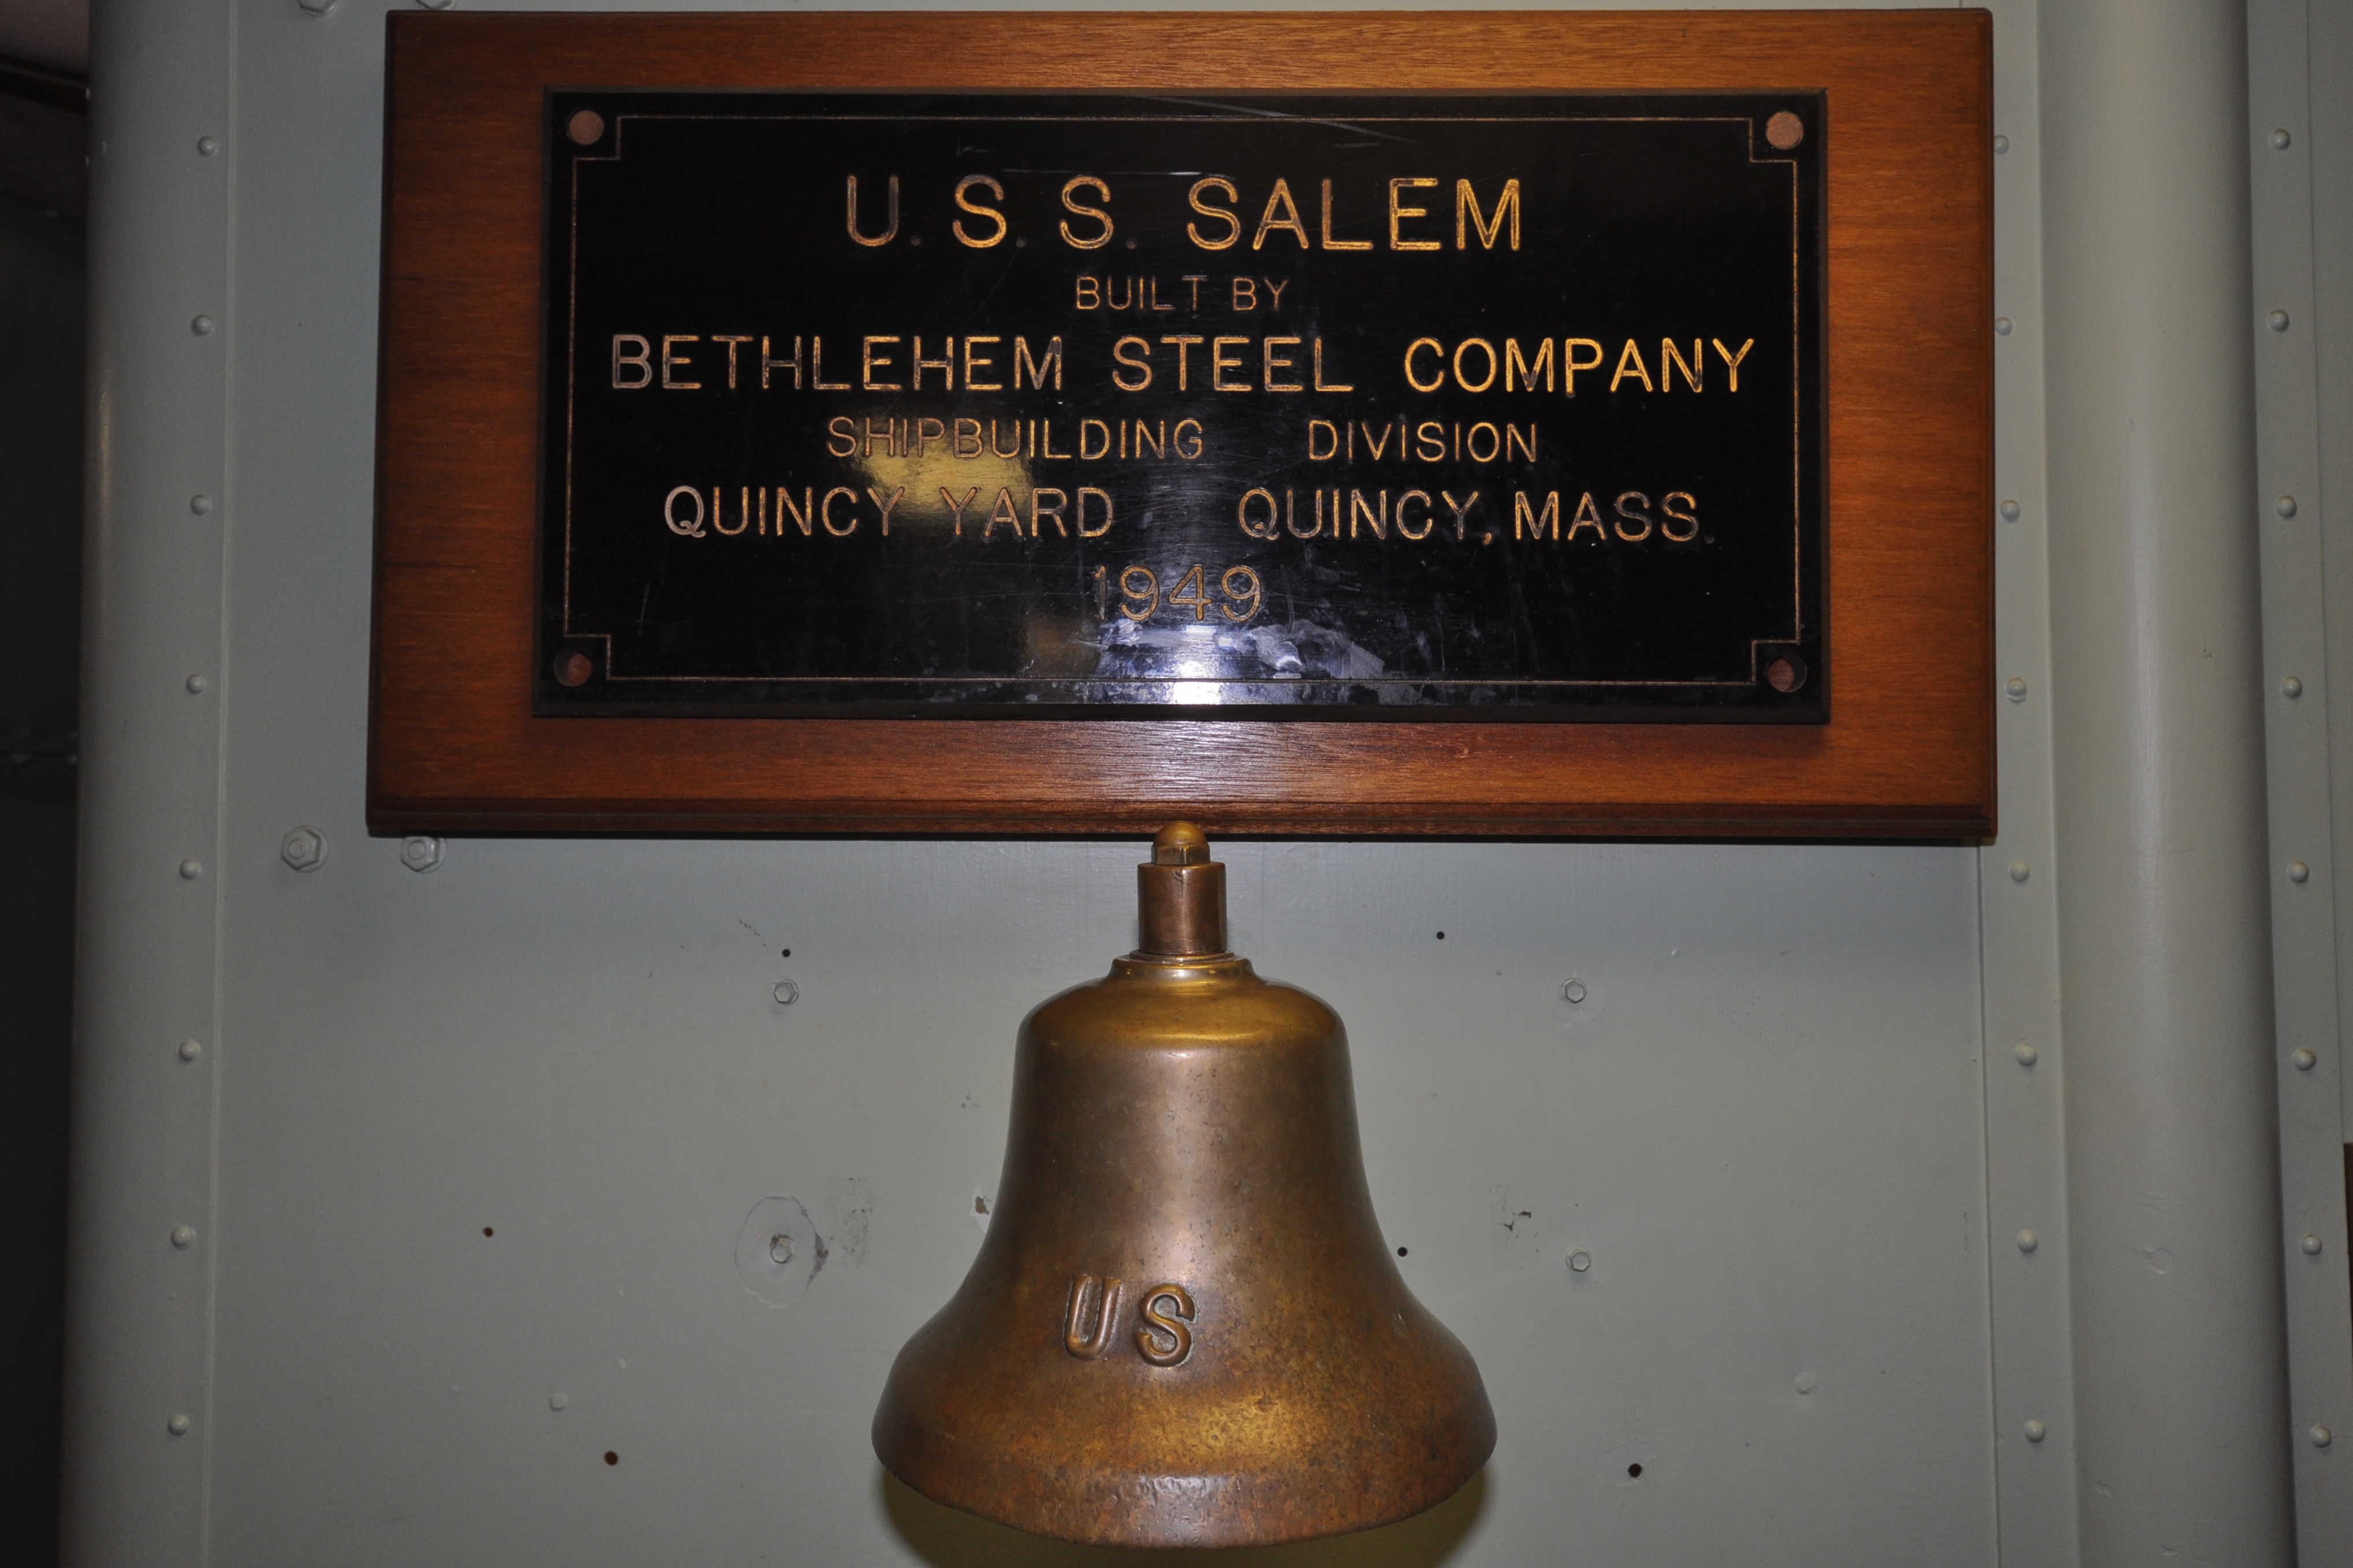 U.S.S. SALEM
BUILT BY
BETHLEHEM STEEL COMPANY
SHIPBUILDING DIVISION
QUINCY YARD QUINCY, MASS.
1949
US